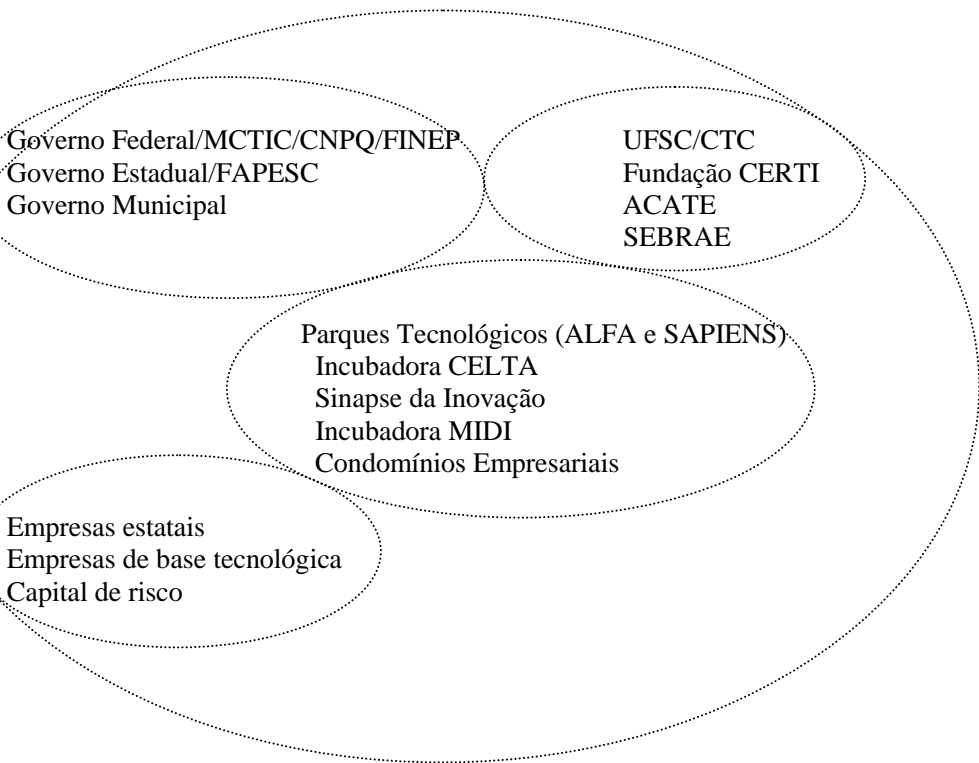 Governo Federal/MCTIC/CNPQ/FINEP
Governo Estadual/FAPESC
Governo Municipal
UFSC/CTC
Fundação CERTI
ACATE
SEBRAE
Parques Tecnológicos (ALFA e SAPIENS)
Incubadora CELTA
Sinapse da Inovação
Incubadora MIDI
Condomínios Empresariais
Empresas estatais
Empresas de base tecnológica
Capital de risco